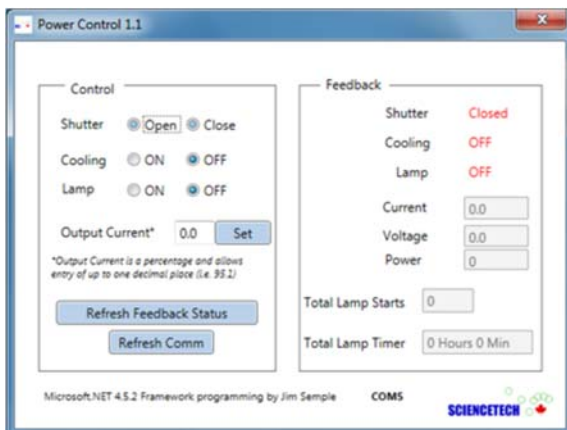 Power Control 1.1
Control
Shutter Open Close
Cooling ON OFF
Lamp ON OFF
Output Current* 0.0 Set
*Output Current is a percentage and allows
entry of up to one decimal place (i.e. 95.1)
Refresh Feedback Status
Refresh Comm
Feedback
Shutter Closed
Cooling OFF
Lamp OFF
Current 0.0
Voltage 0.0
Power 0
Total Lamp Starts 0
Total Lamp Timer 0 Hours 0 Min
Microsoft.NET 4.5.2 Framework programming by Jim Semple COMS
SCIENCETECH